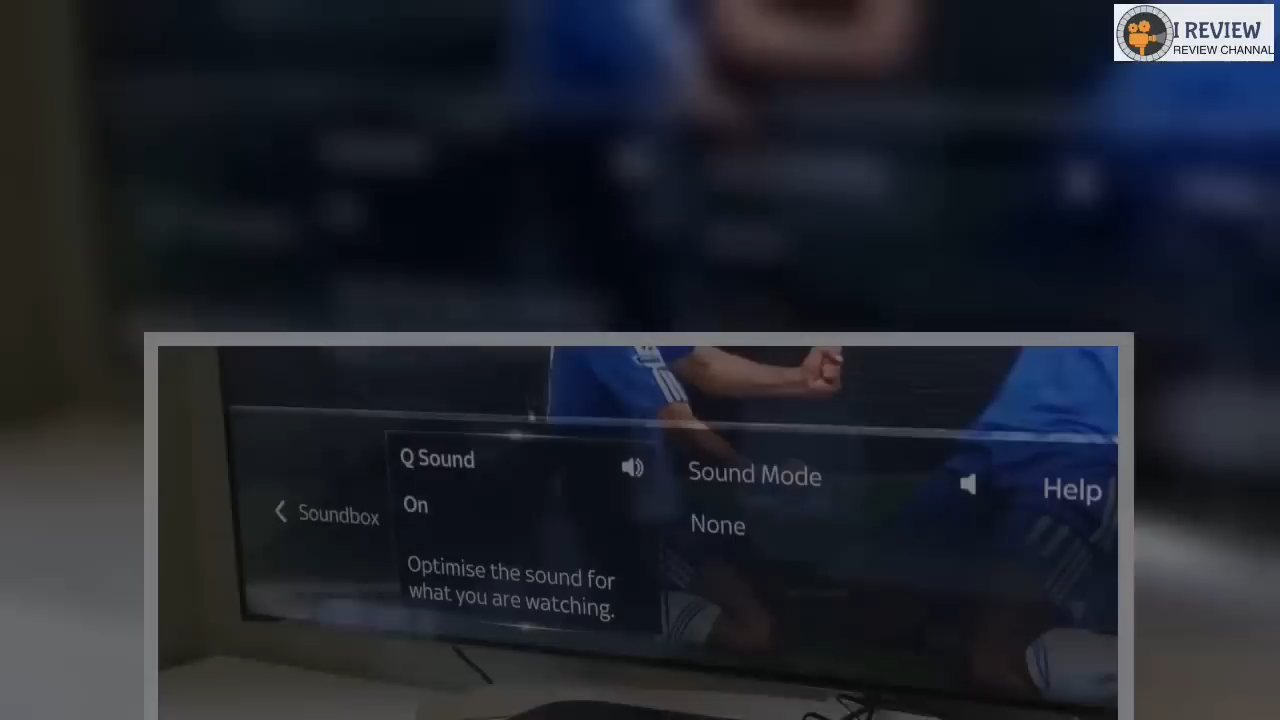 I REVIEW
REVIEW CHANNAL
Q Sound
On
Optimise the sound for
what you are watching.
Soundbox
Sound Mode
None
Help